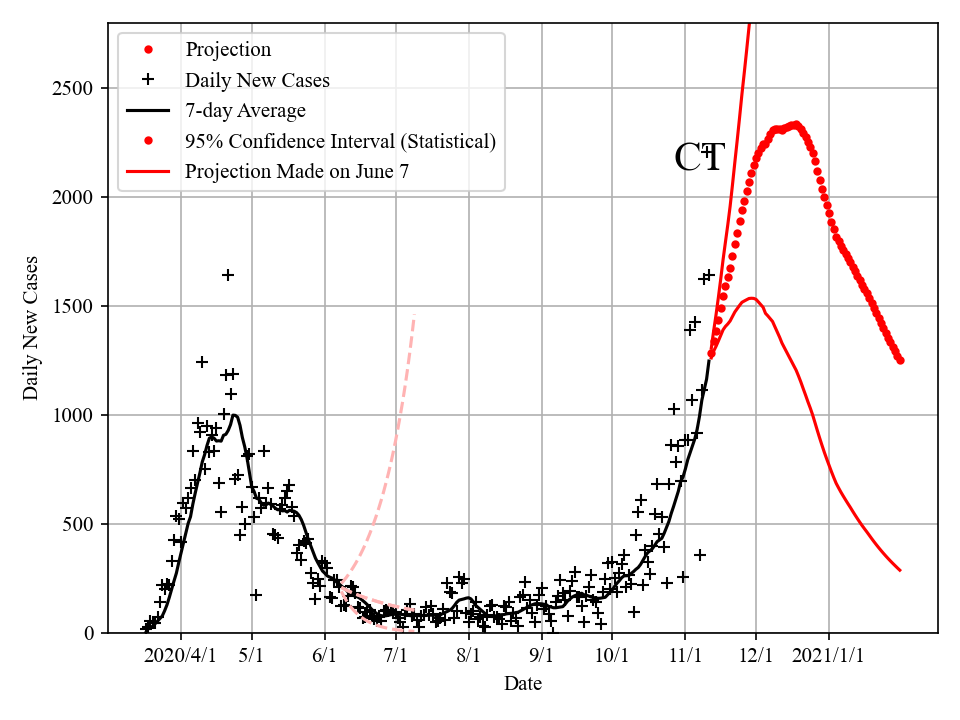 Projection
Daily New Cases
7-day Average
95% Confidence Interval (Statistical)
Projection Made on June 7
CT
Daily New Cases
2500
2000
1500
1000
500
0
2020/4/1 5/1 6/1 7/1 8/1 9/1 10/1 11/1 12/1 2021/1/1
Date